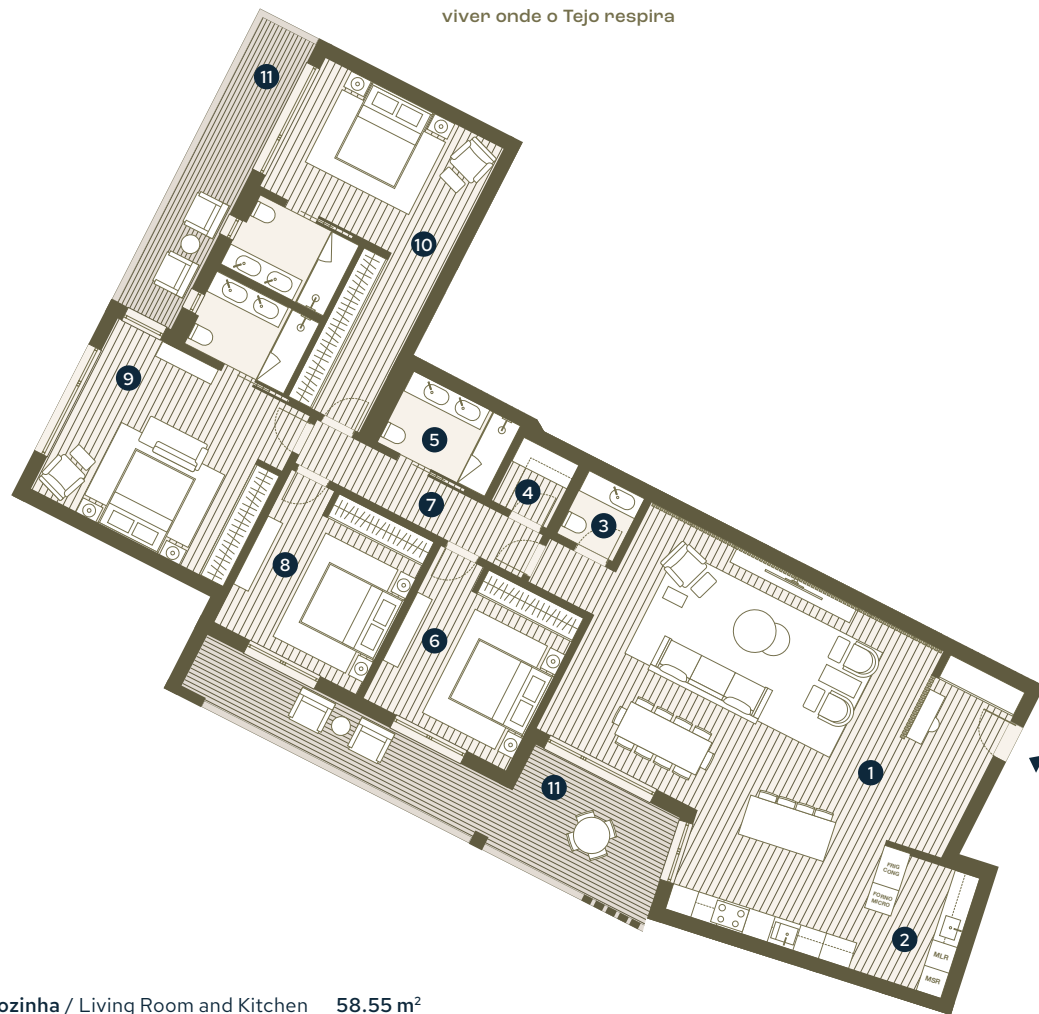 viver onde o Tejo respira
11
10
9
5
4
7
3
8
6
11
1
FRIG
CONG
FORNO
MICRO
2
MLR
MSR
ozinha / Living Room and Kitchen 58.55 m²